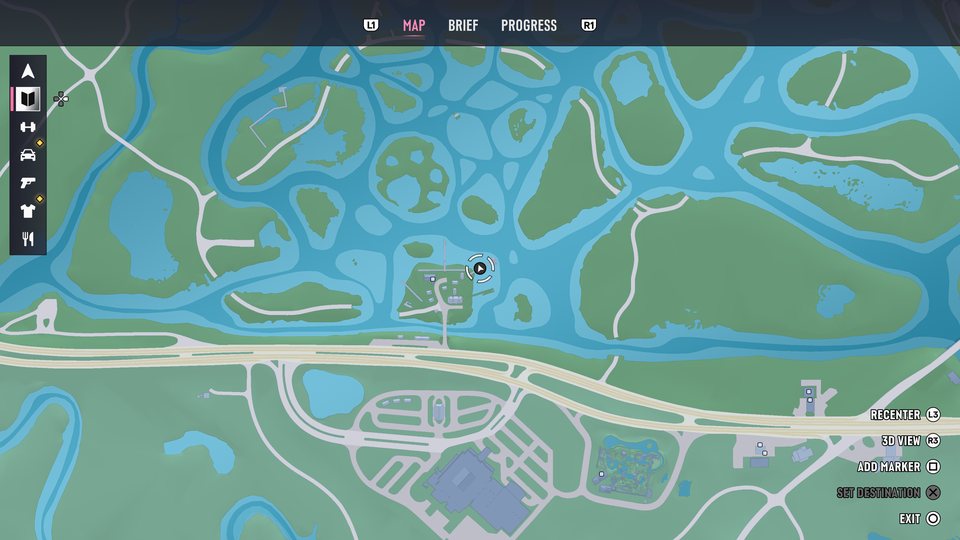 L1 MAP BRIEF PROGRESS R1
RECENTER L3
3D VIEW R3
ADD MARKER
SET DESTINATION
EXIT